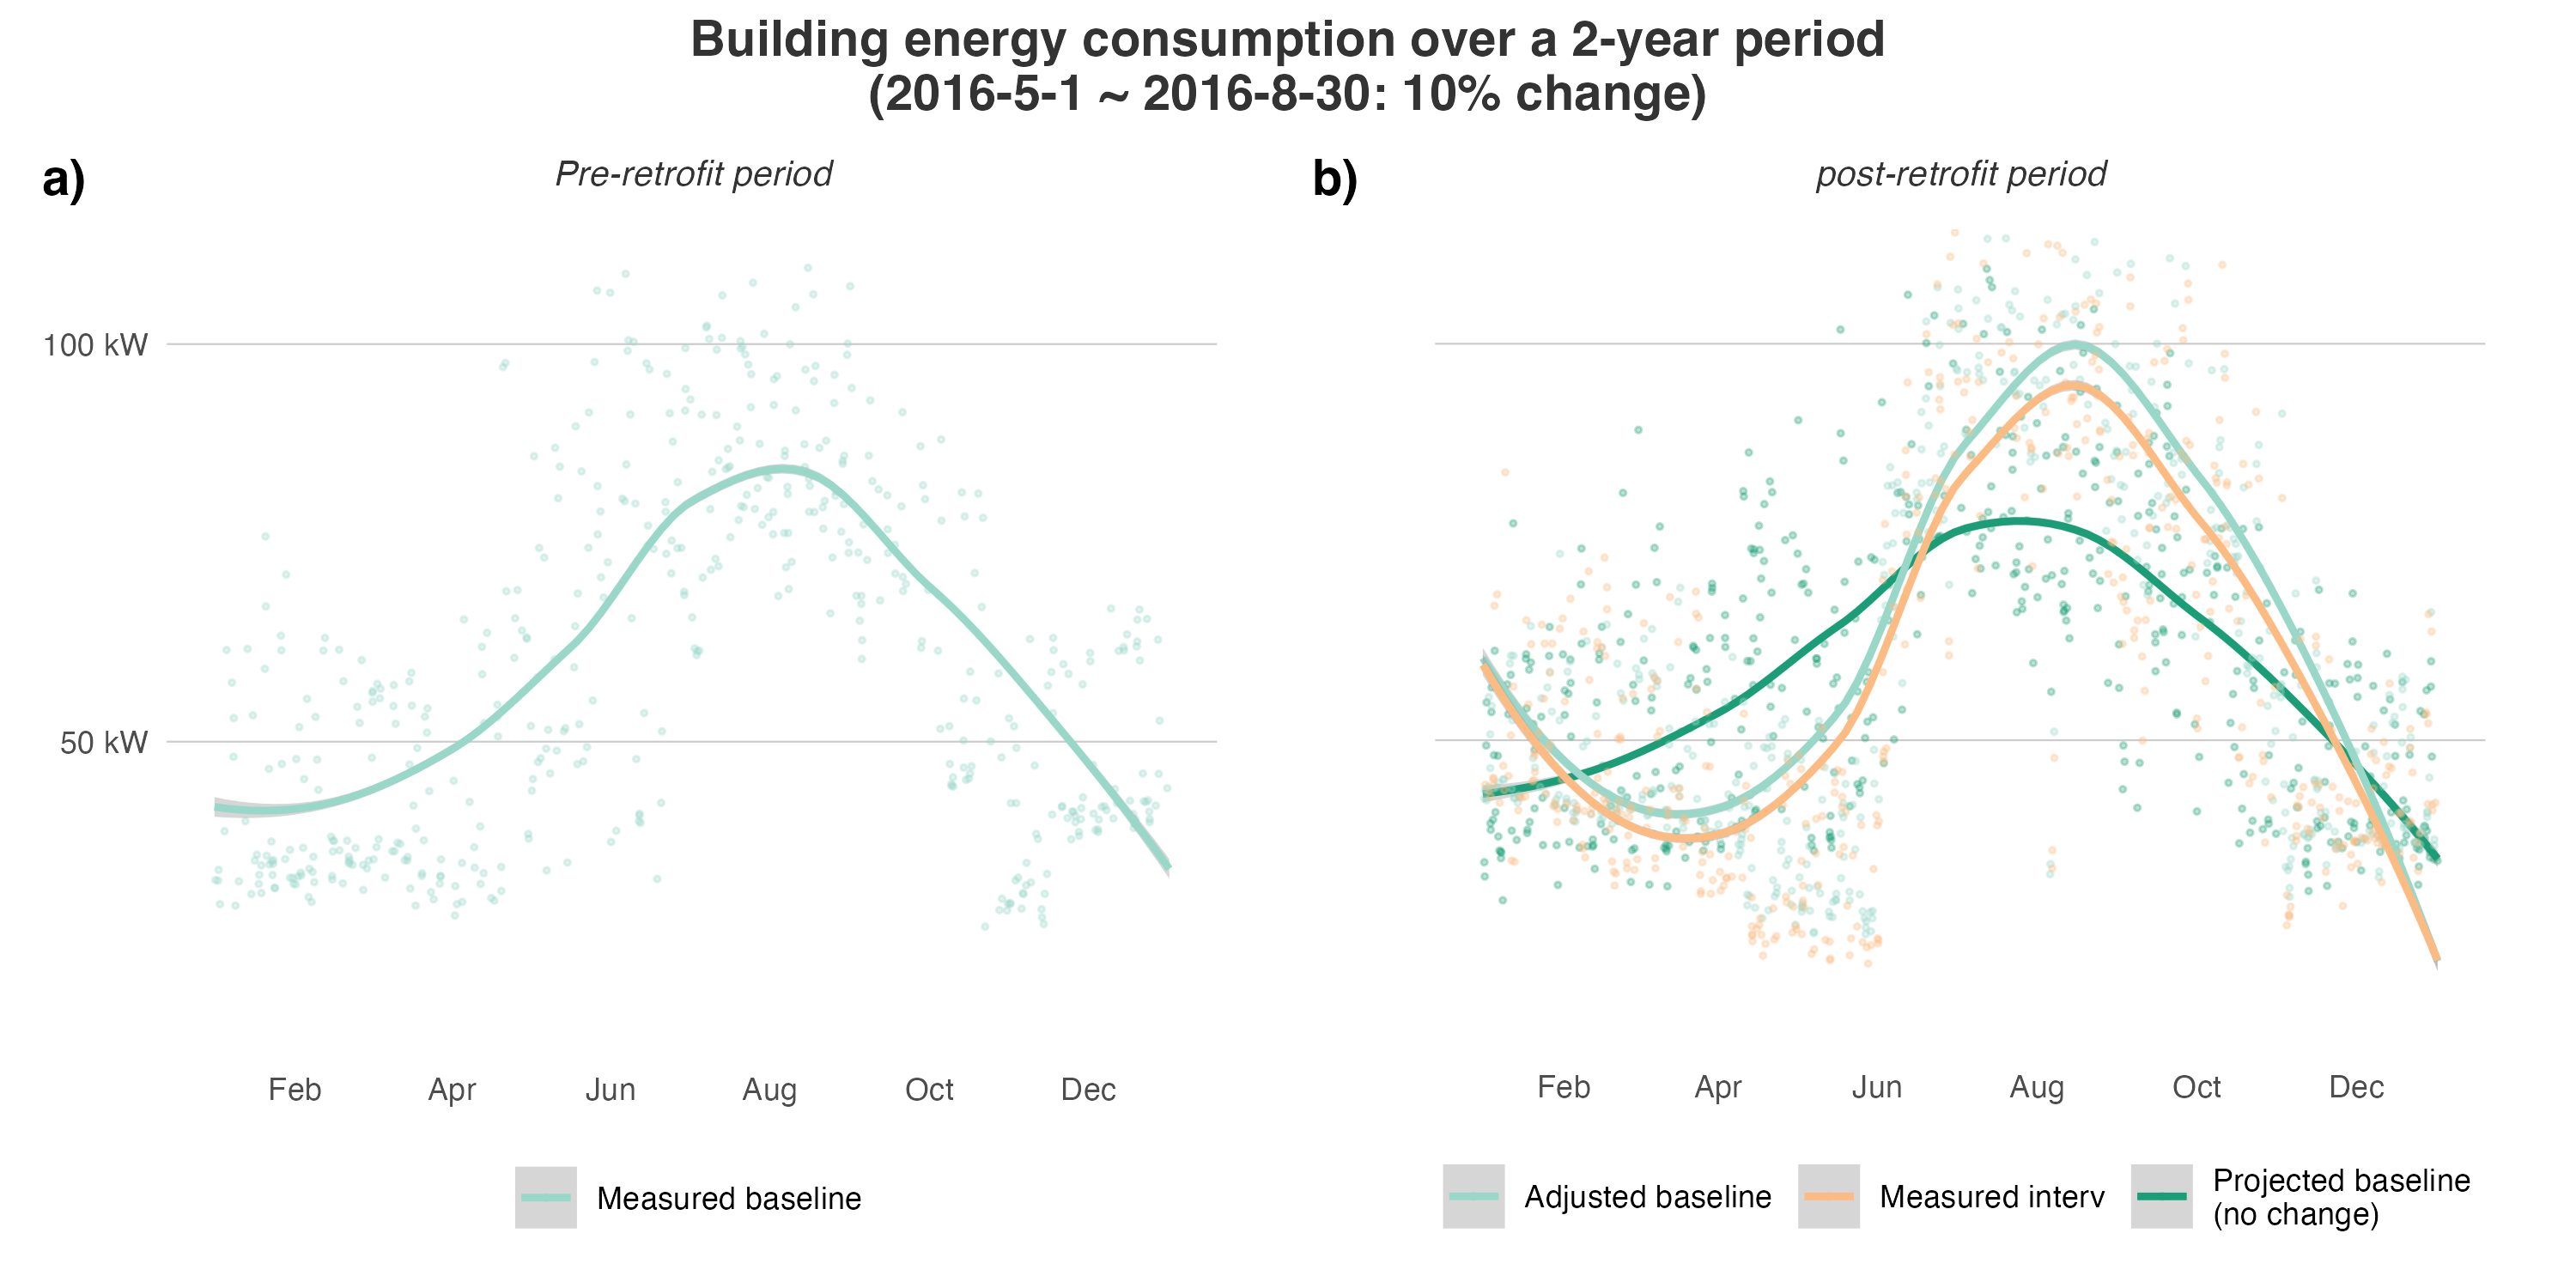 Building energy consumption over a 2-year period
(2016-5-1 ~ 2016-8-30: 10% change)
a)
Pre-retrofit period
100 kW
50 kW
Feb Apr Jun Aug Oct Dec
Measured baseline
b)
post-retrofit period
Feb Apr Jun Aug Oct Dec
Adjusted baseline
Measured interv
Projected baseline
(no change)